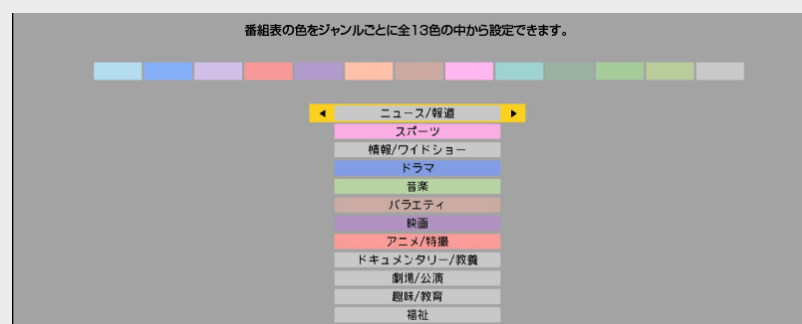 番組表の色をジャンルごとに全13色の中から設定できます。
◀ ニュース/報道 ▶
スポーツ
情報/ワイドショー
ドラマ
音楽
バラエティ
映画
アニメ/特撮
ドキュメンタリー/教養
劇場/公演
趣味/教育
福祉